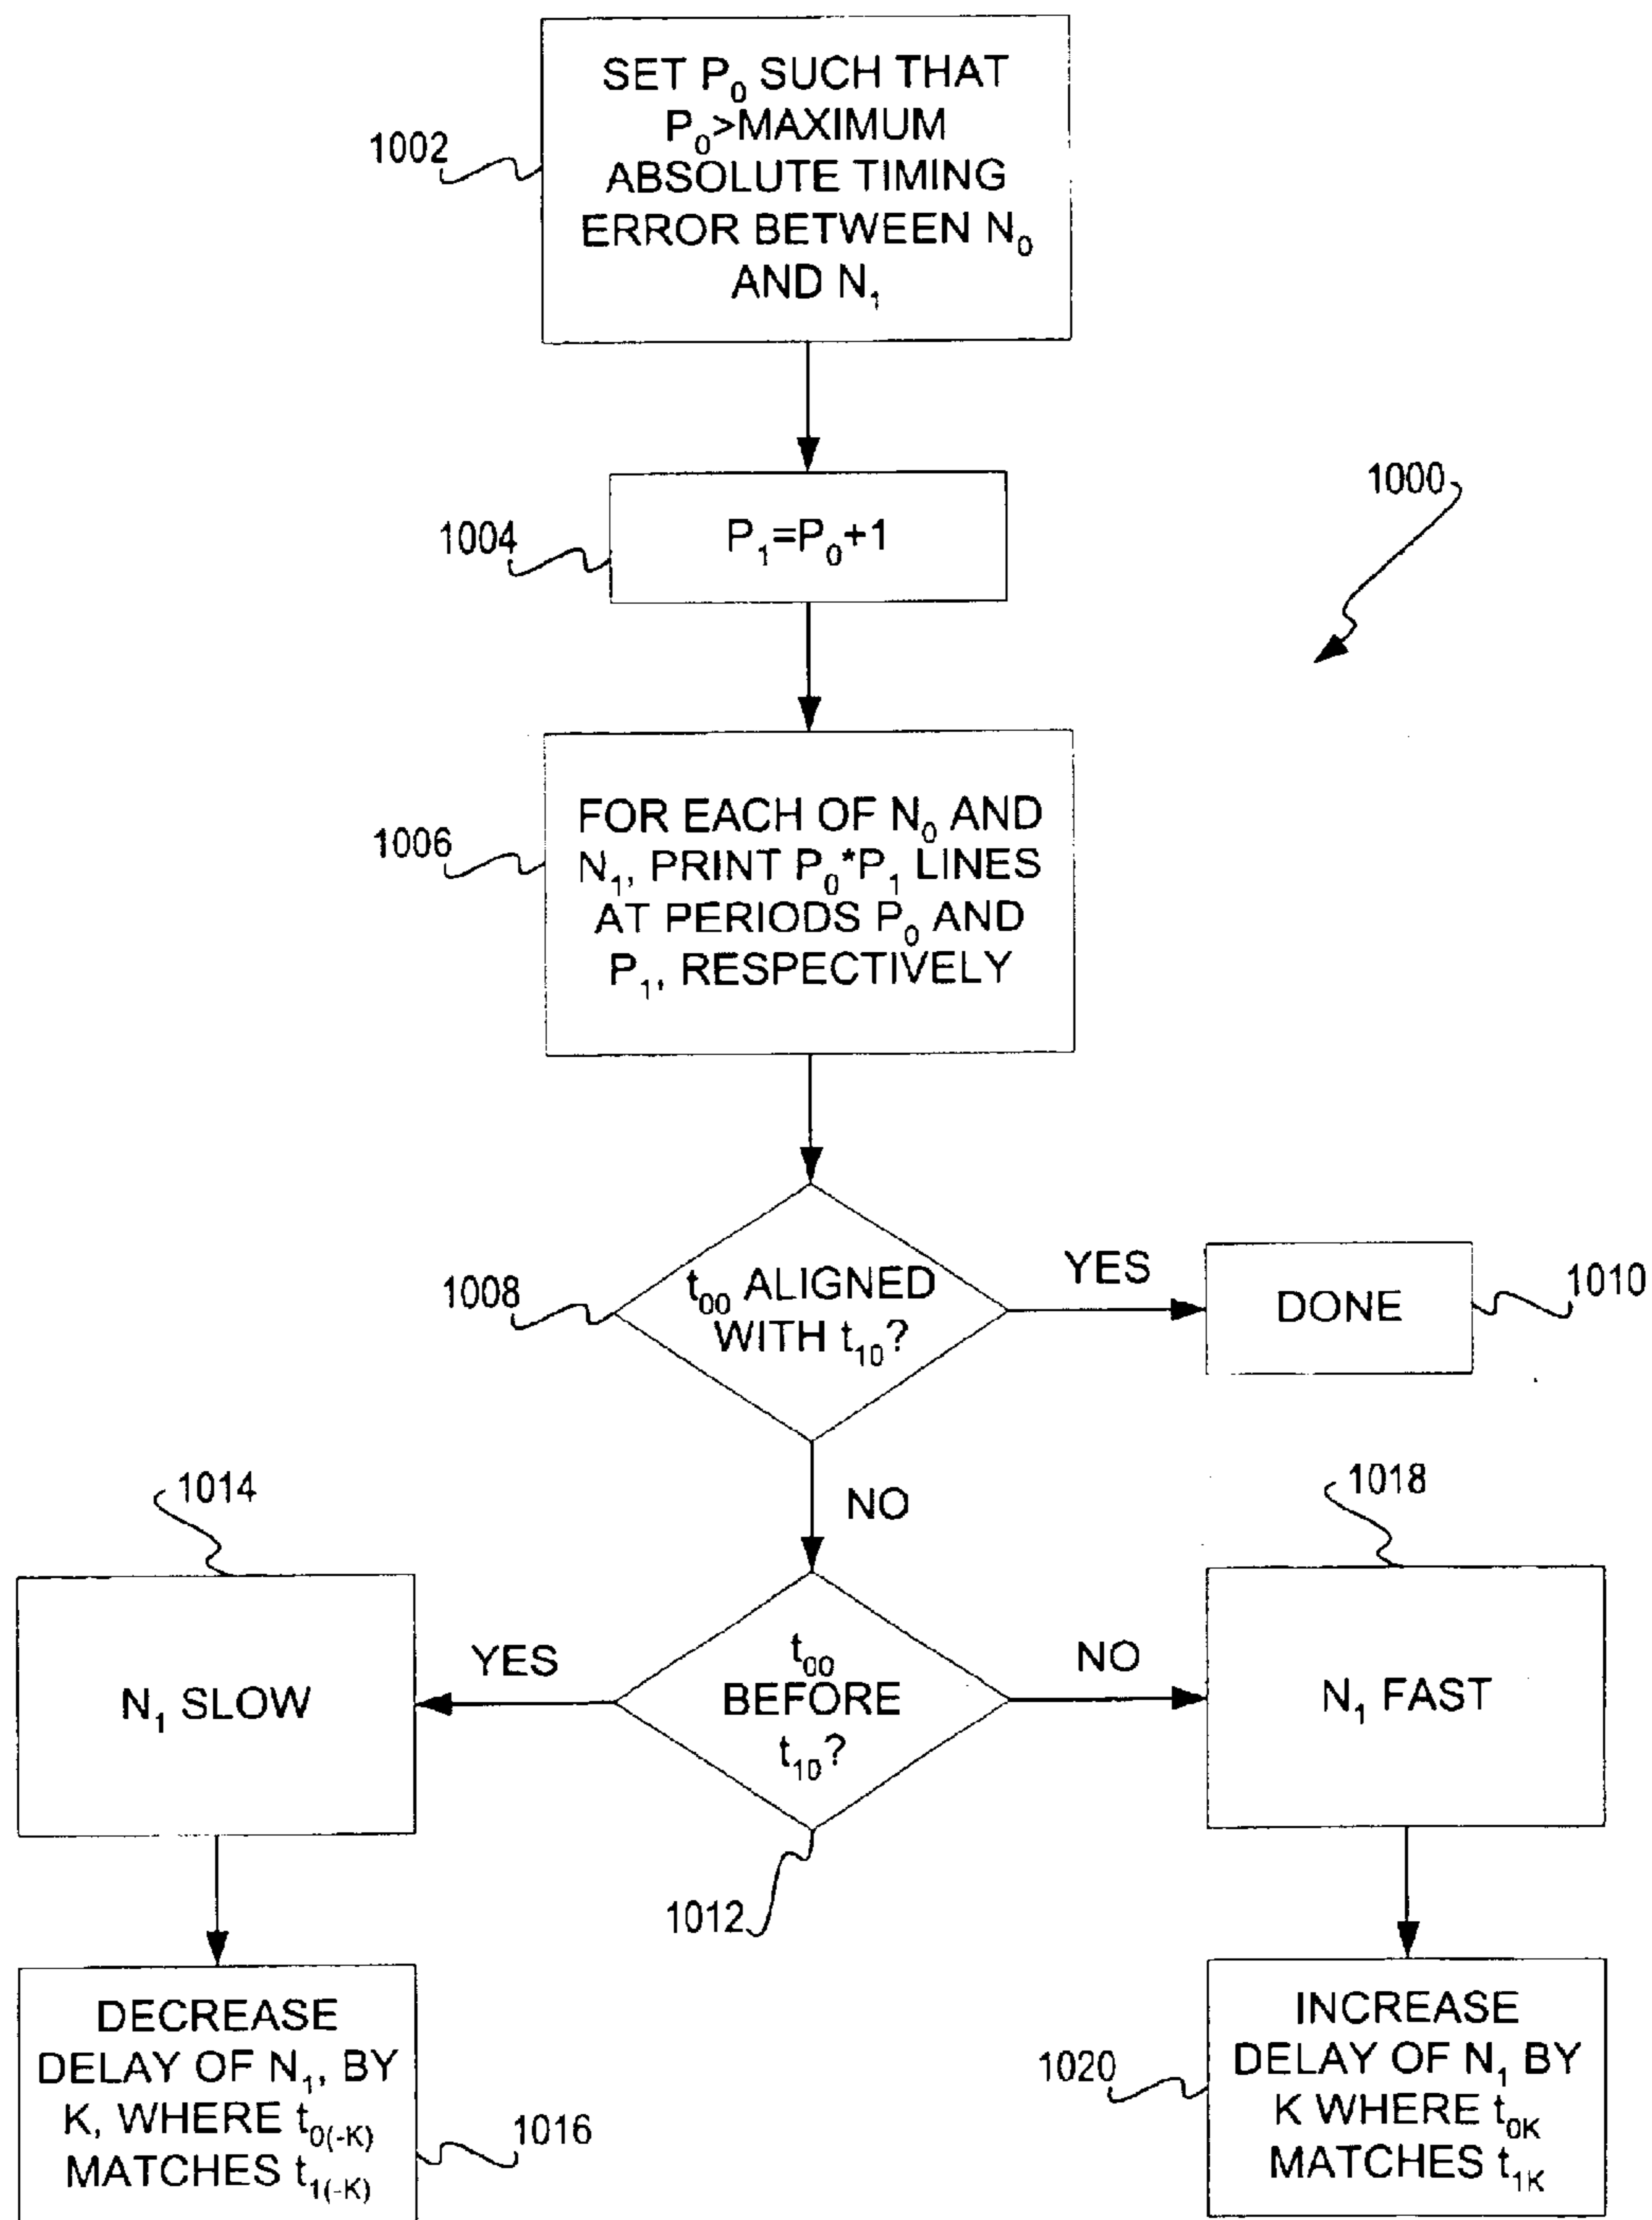 SET P₀ SUCH THAT
P₀>MAXIMUM
ABSOLUTE TIMING
ERROR BETWEEN N₀
AND N₁
1002
P₁=P₀+1
1004
1000
FOR EACH OF N₀ AND
N₁, PRINT P₀*P₁ LINES
AT PERIODS P₀ AND
P₁, RESPECTIVELY
1006
t₀₀ ALIGNED
WITH t₁₀?
1008
YES
DONE
1010
NO
1014
1018
N₁ SLOW
YES
t₀₀
BEFORE
t₁₀?
NO
N₁ FAST
1012
DECREASE
DELAY OF N₁, BY
K, WHERE t₀₍₋ₖ₎
MATCHES t₁₍₋ₖ₎
1016
INCREASE
DELAY OF N₁ BY
K WHERE t₀ₖ
MATCHES t₁ₖ
1020